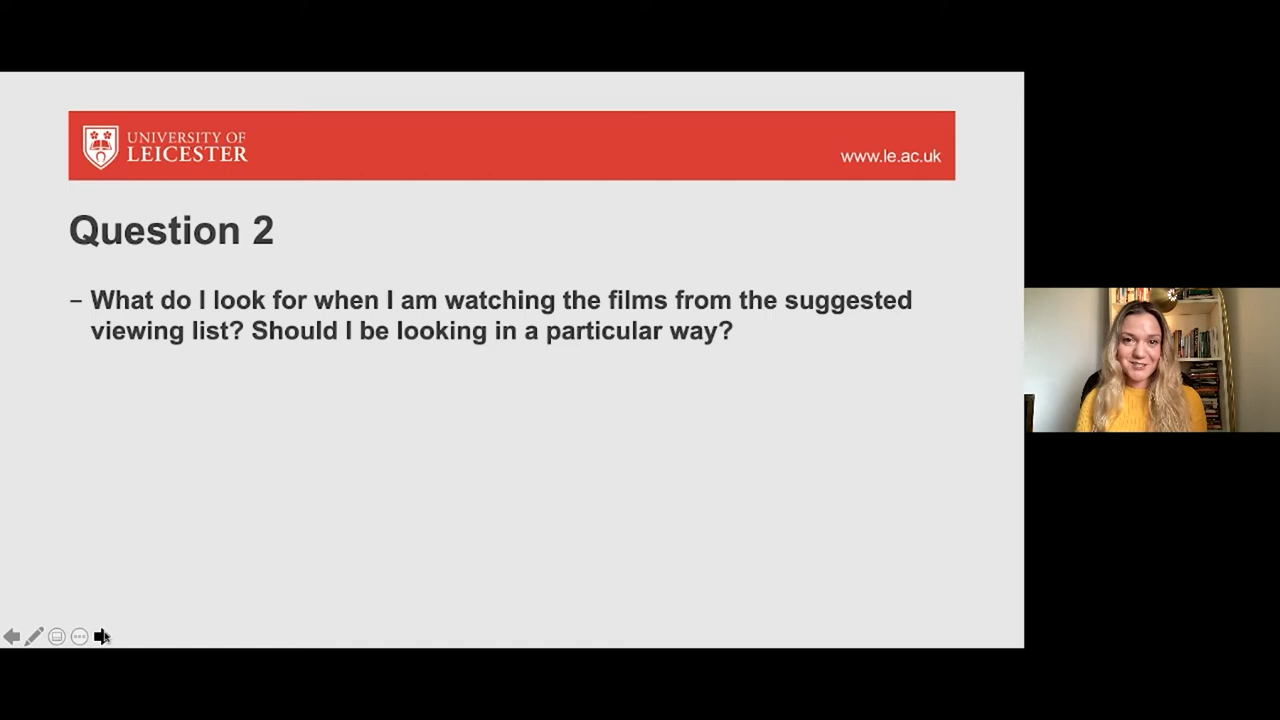 UNIVERSITY OF
LEICESTER
www.le.ac.uk
Question 2
– What do I look for when I am watching the films from the suggested
viewing list? Should I be looking in a particular way?